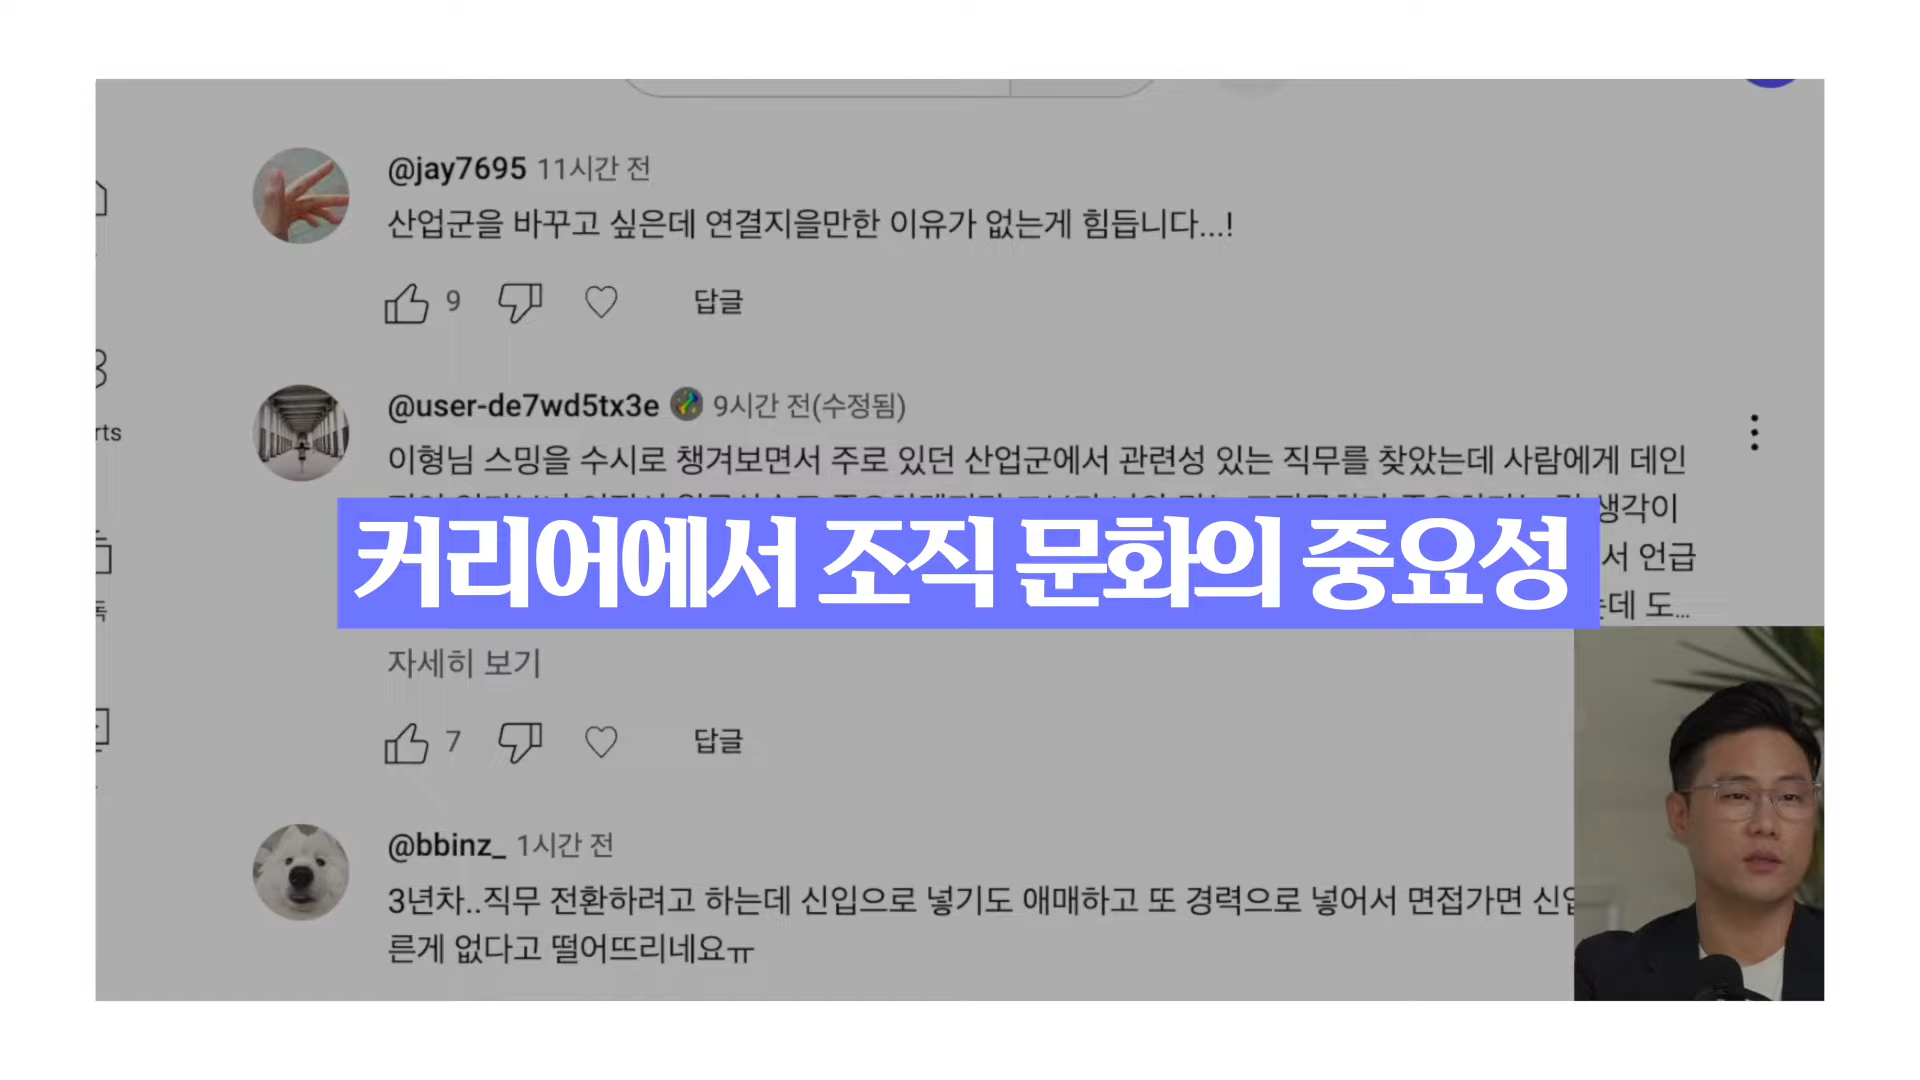 @jay7695 11시간 전
산업군을 바꾸고 싶은데 연결지을만한 이유가 없는게 힘듭니다...!
9 답글
@user-de7wd5tx3e 9시간 전(수정됨)
rts
이형님 스밍을 수시로 챙겨보면서 주로 있던 산업군에서 관련성 있는 직무를 찾았는데 사람에게 데인
생각이
커리어에서 조직 문화의 중요성
서 언급
데 도...
자세히 보기
7 답글
@bbinz_ 1시간 전
3년차..직무 전환하려고 하는데 신입으로 넣기도 애매하고 또 경력으로 넣어서 면접가면
른게 없다고 떨어뜨리네요ㅠ